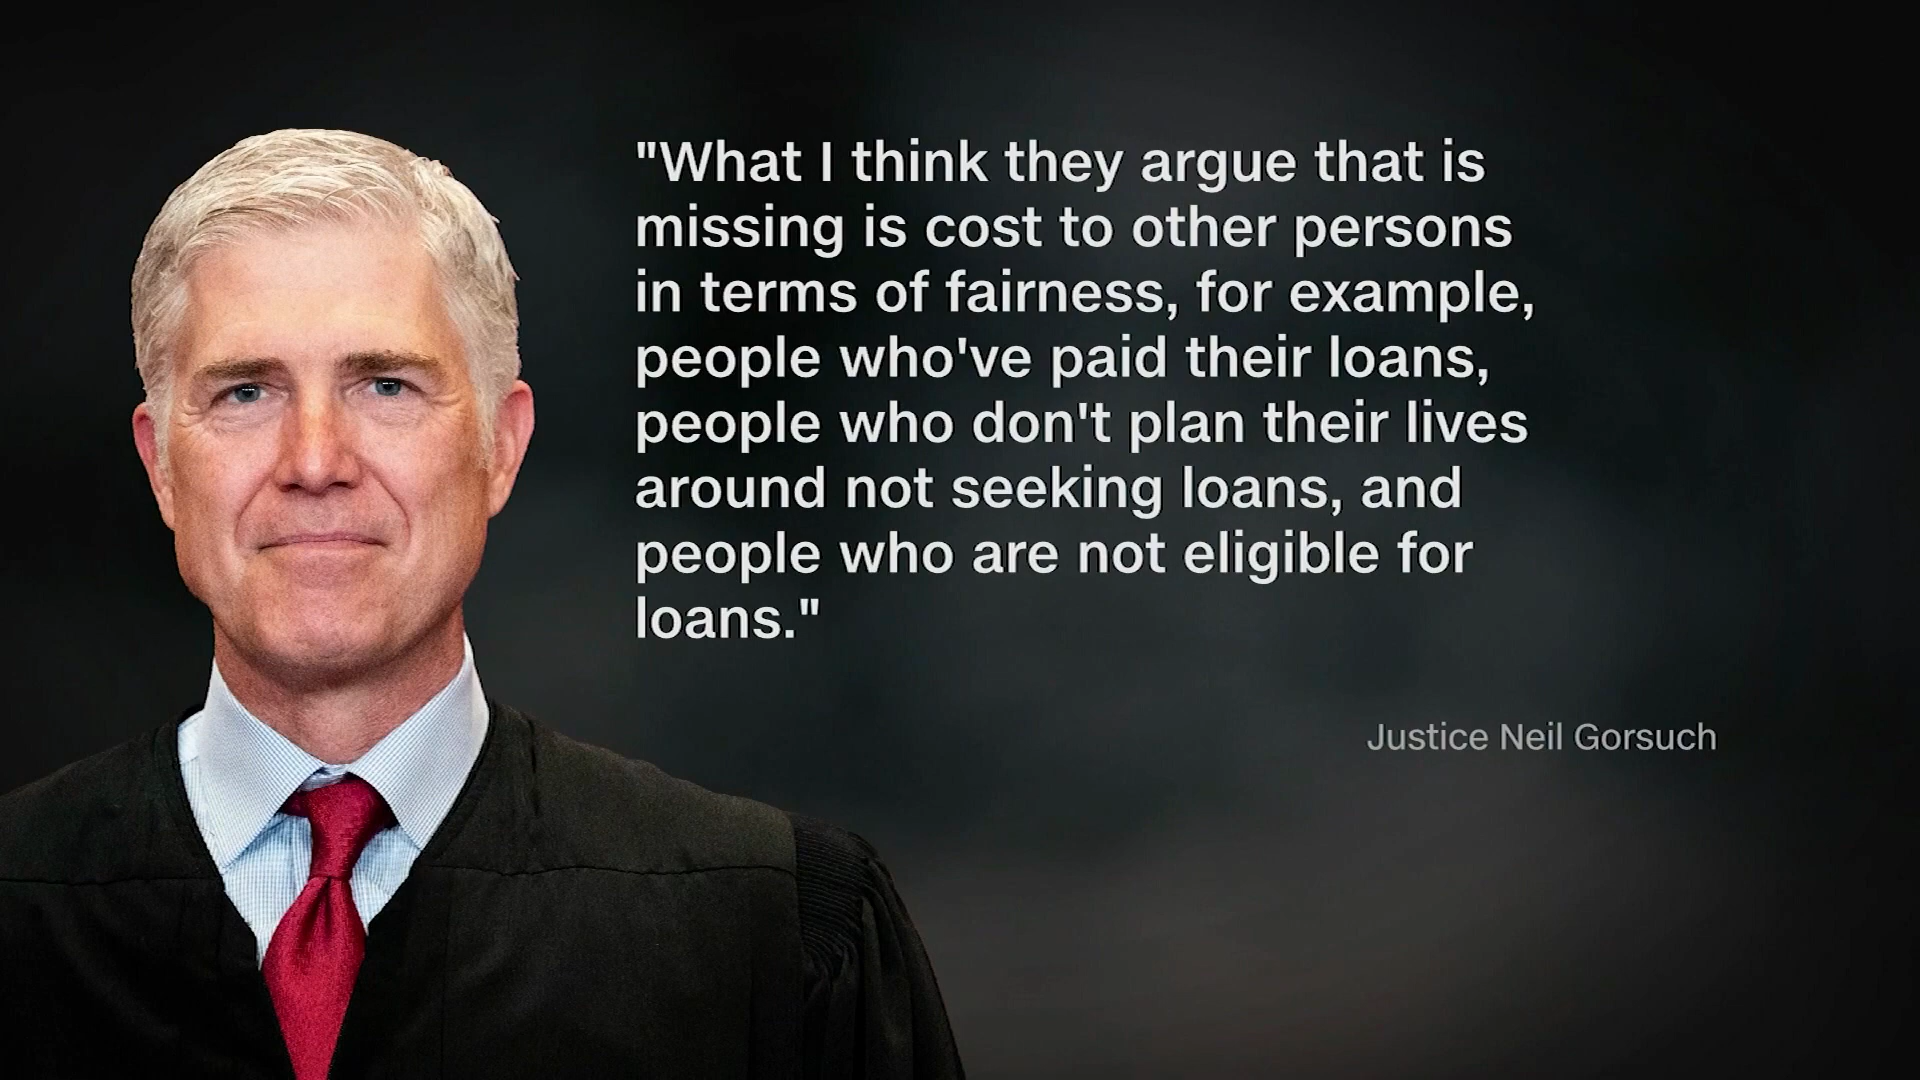 "What I think they argue that is
missing is cost to other persons
in terms of fairness, for example,
people who've paid their loans,
people who don't plan their lives
around not seeking loans, and
people who are not eligible for
loans."
Justice Neil Gorsuch